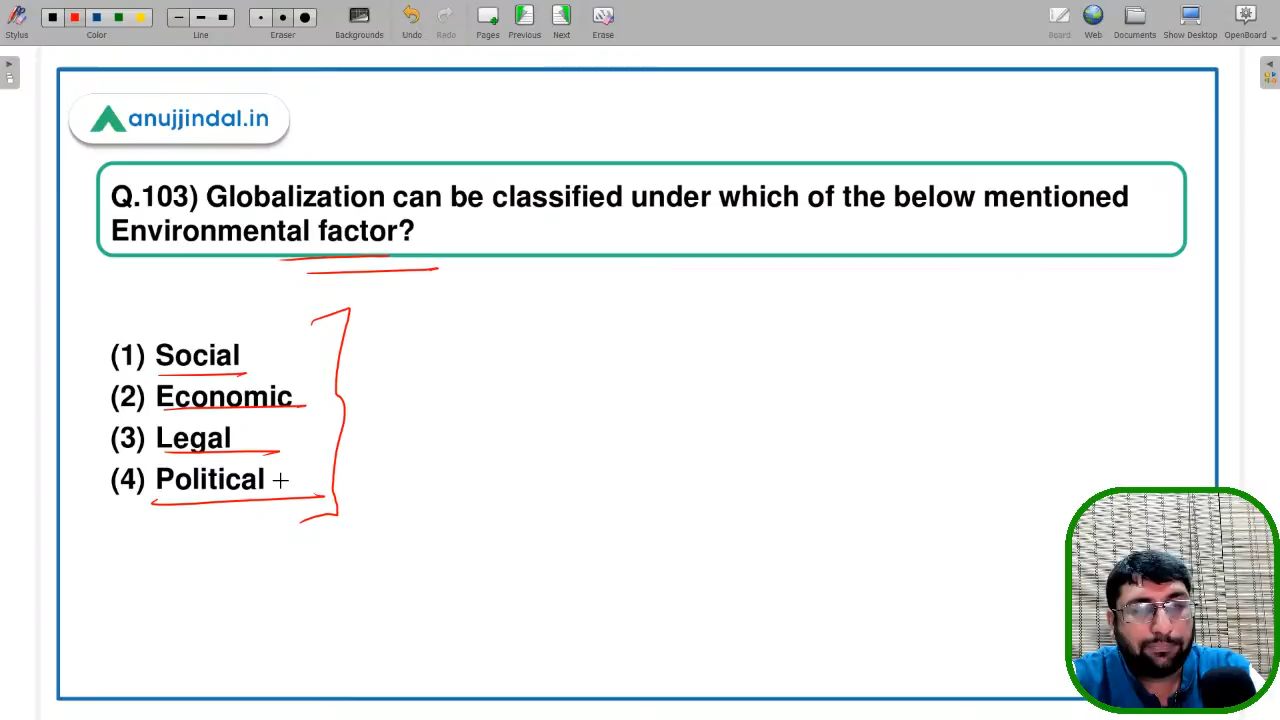 Stylus
Color
Line
Eraser
Backgrounds
Undo
Redo
Pages
Previous
Next
Erase
Board
Web
Documents
Show Desktop
OpenBoard
anujjindal.in
Q.103) Globalization can be classified under which of the below mentioned
Environmental factor?
(1) Social
(2) Economic
(3) Legal
(4) Political